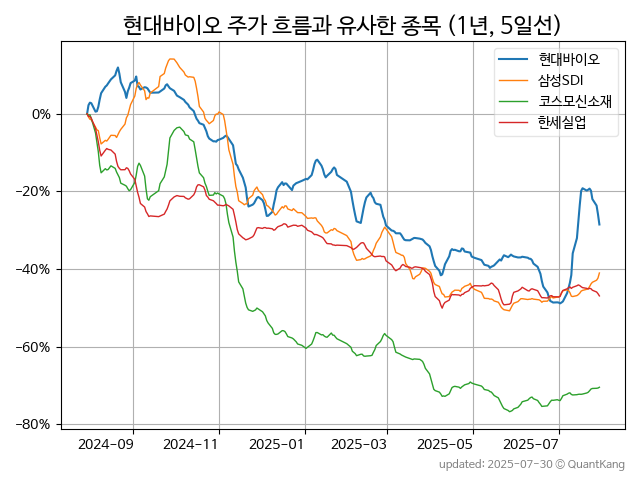 현대바이오 주가 흐름과 유사한 종목 (1년, 5일선)
현대바이오
삼성SDI
코스모신소재
한세실업
0%
−20%
−40%
−60%
−80%
2024-09
2024-11
2025-01
2025-03
2025-05
2025-07
updated: 2025-07-30 © QuantKang